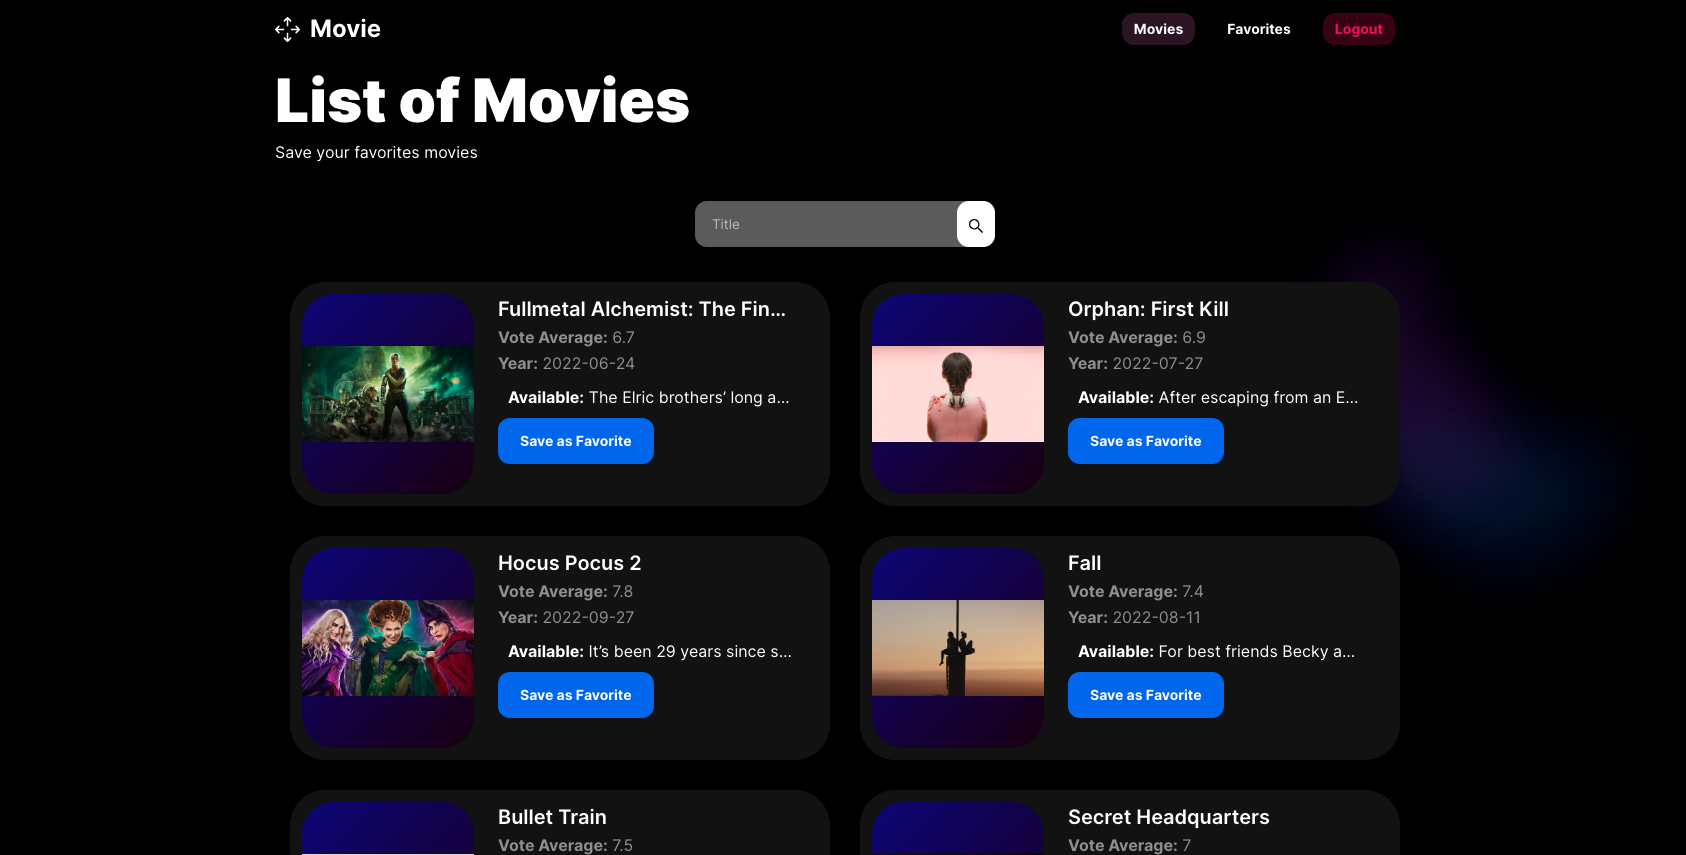 Movie
Movies
Favorites
Logout
List of Movies
Save your favorites movies
Title
Fullmetal Alchemist: The Fin...
Vote Average: 6.7
Year: 2022-06-24
Available: The Elric brothers’ long a...
Save as Favorite
Orphan: First Kill
Vote Average: 6.9
Year: 2022-07-27
Available: After escaping from an E...
Save as Favorite
Hocus Pocus 2
Vote Average: 7.8
Year: 2022-09-27
Available: It’s been 29 years since s...
Save as Favorite
Fall
Vote Average: 7.4
Year: 2022-08-11
Available: For best friends Becky a...
Save as Favorite
Bullet Train
Vote Average: 7.5
Secret Headquarters
Vote Average: 7